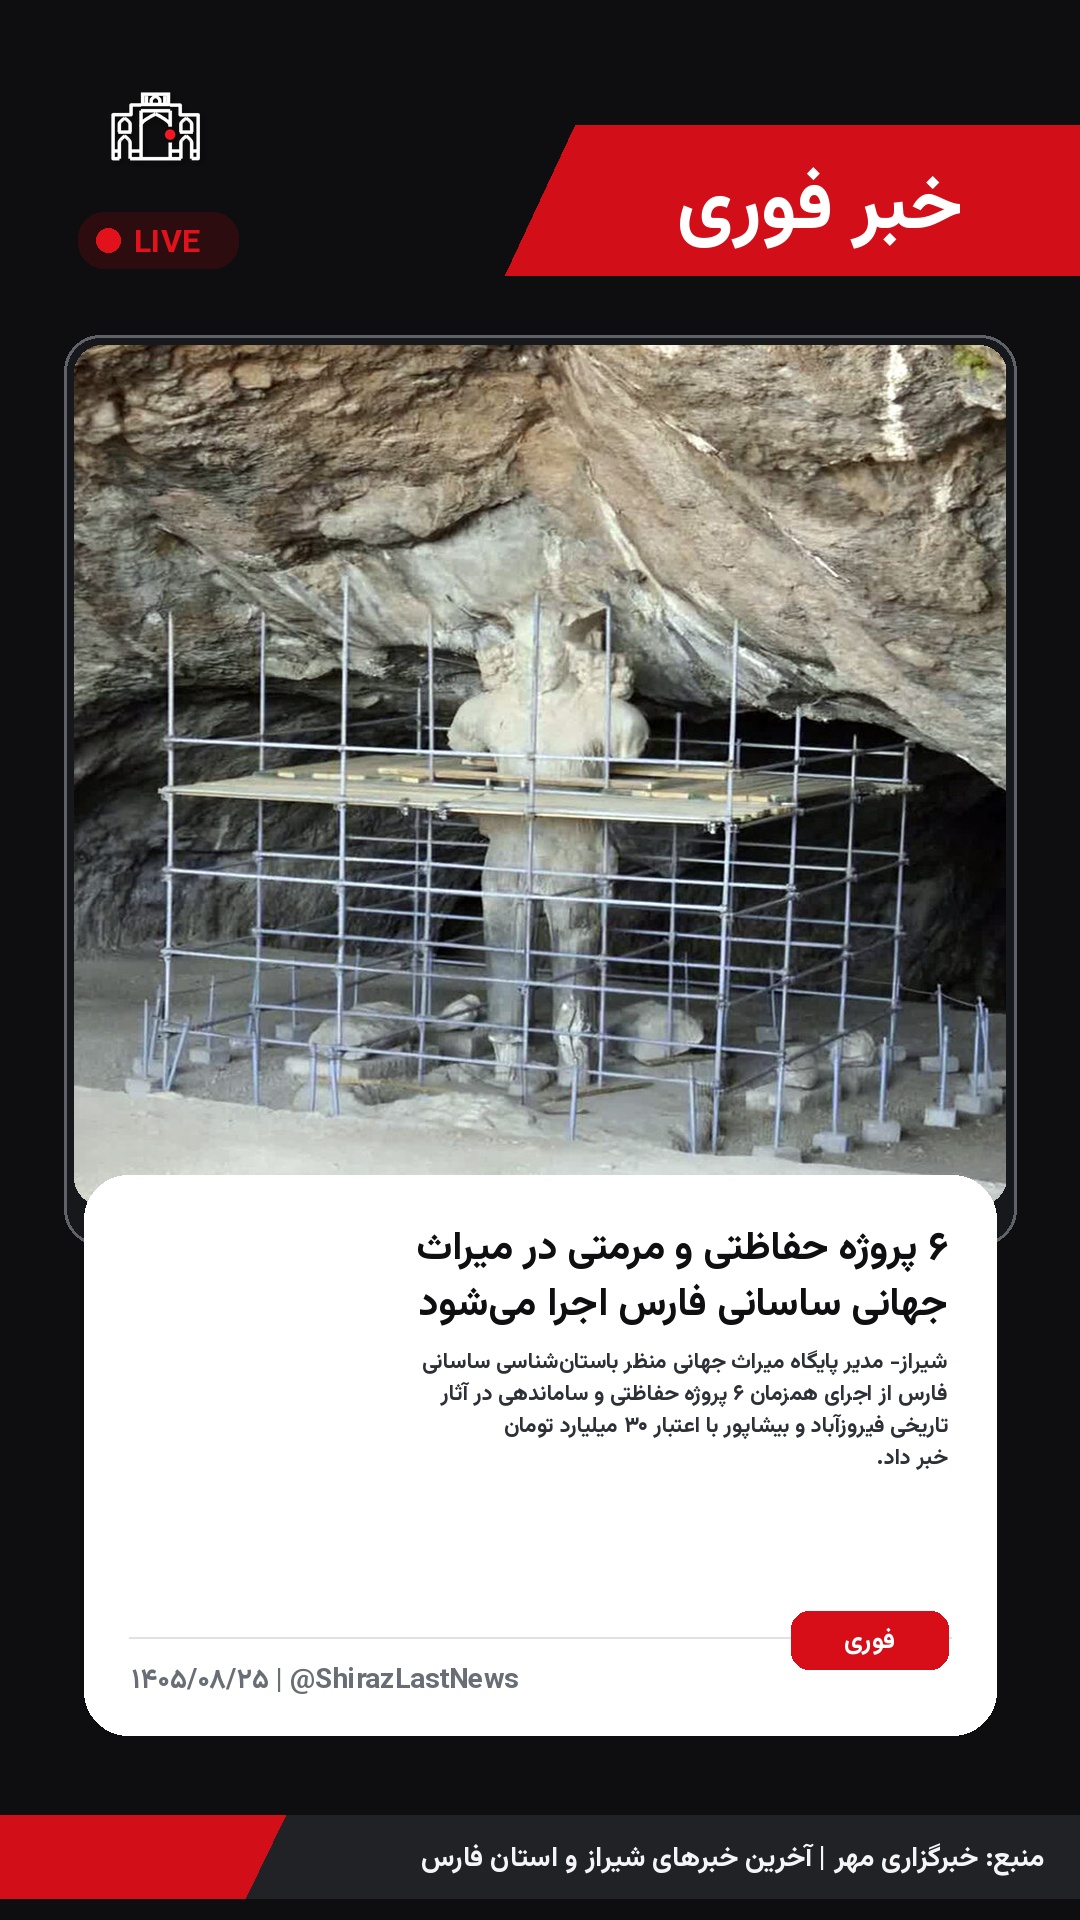 خبر فوری
LIVE
۶ پروژه حفاظتی و مرمتی در میراث
جهانی ساسانی فارس اجرا می‌شود
شیراز- مدیر پایگاه میراث جهانی منظر باستان‌شناسی ساسانی
فارس از اجرای همزمان ۶ پروژه حفاظتی و ساماندهی در آثار
تاریخی فیروزآباد و بیشاپور با اعتبار ۳۰ میلیارد تومان
خبر داد.
فوری
۱۴۰۵/۰۸/۲۵ | @ShirazLastNews
منبع: خبرگزاری مهر | آخرین خبرهای شیراز و استان فارس